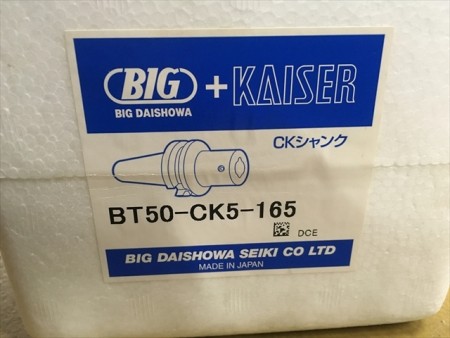 BIG + KAISER
BIG DAISHOWA
CKシャンク
BT50-CK5-165
DCE
BIG DAISHOWA SEIKI CO LTD
MADE IN JAPAN